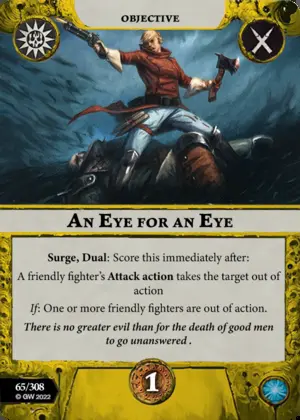 OBJECTIVE
AN EYE FOR AN EYE
Surge, Dual: Score this immediately after:
A friendly fighter's Attack action takes the target out of
action
If: One or more friendly fighters are out of action.
There is no greater evil than for the death of good men
to go unanswered .
65/308
© GW 2022
1